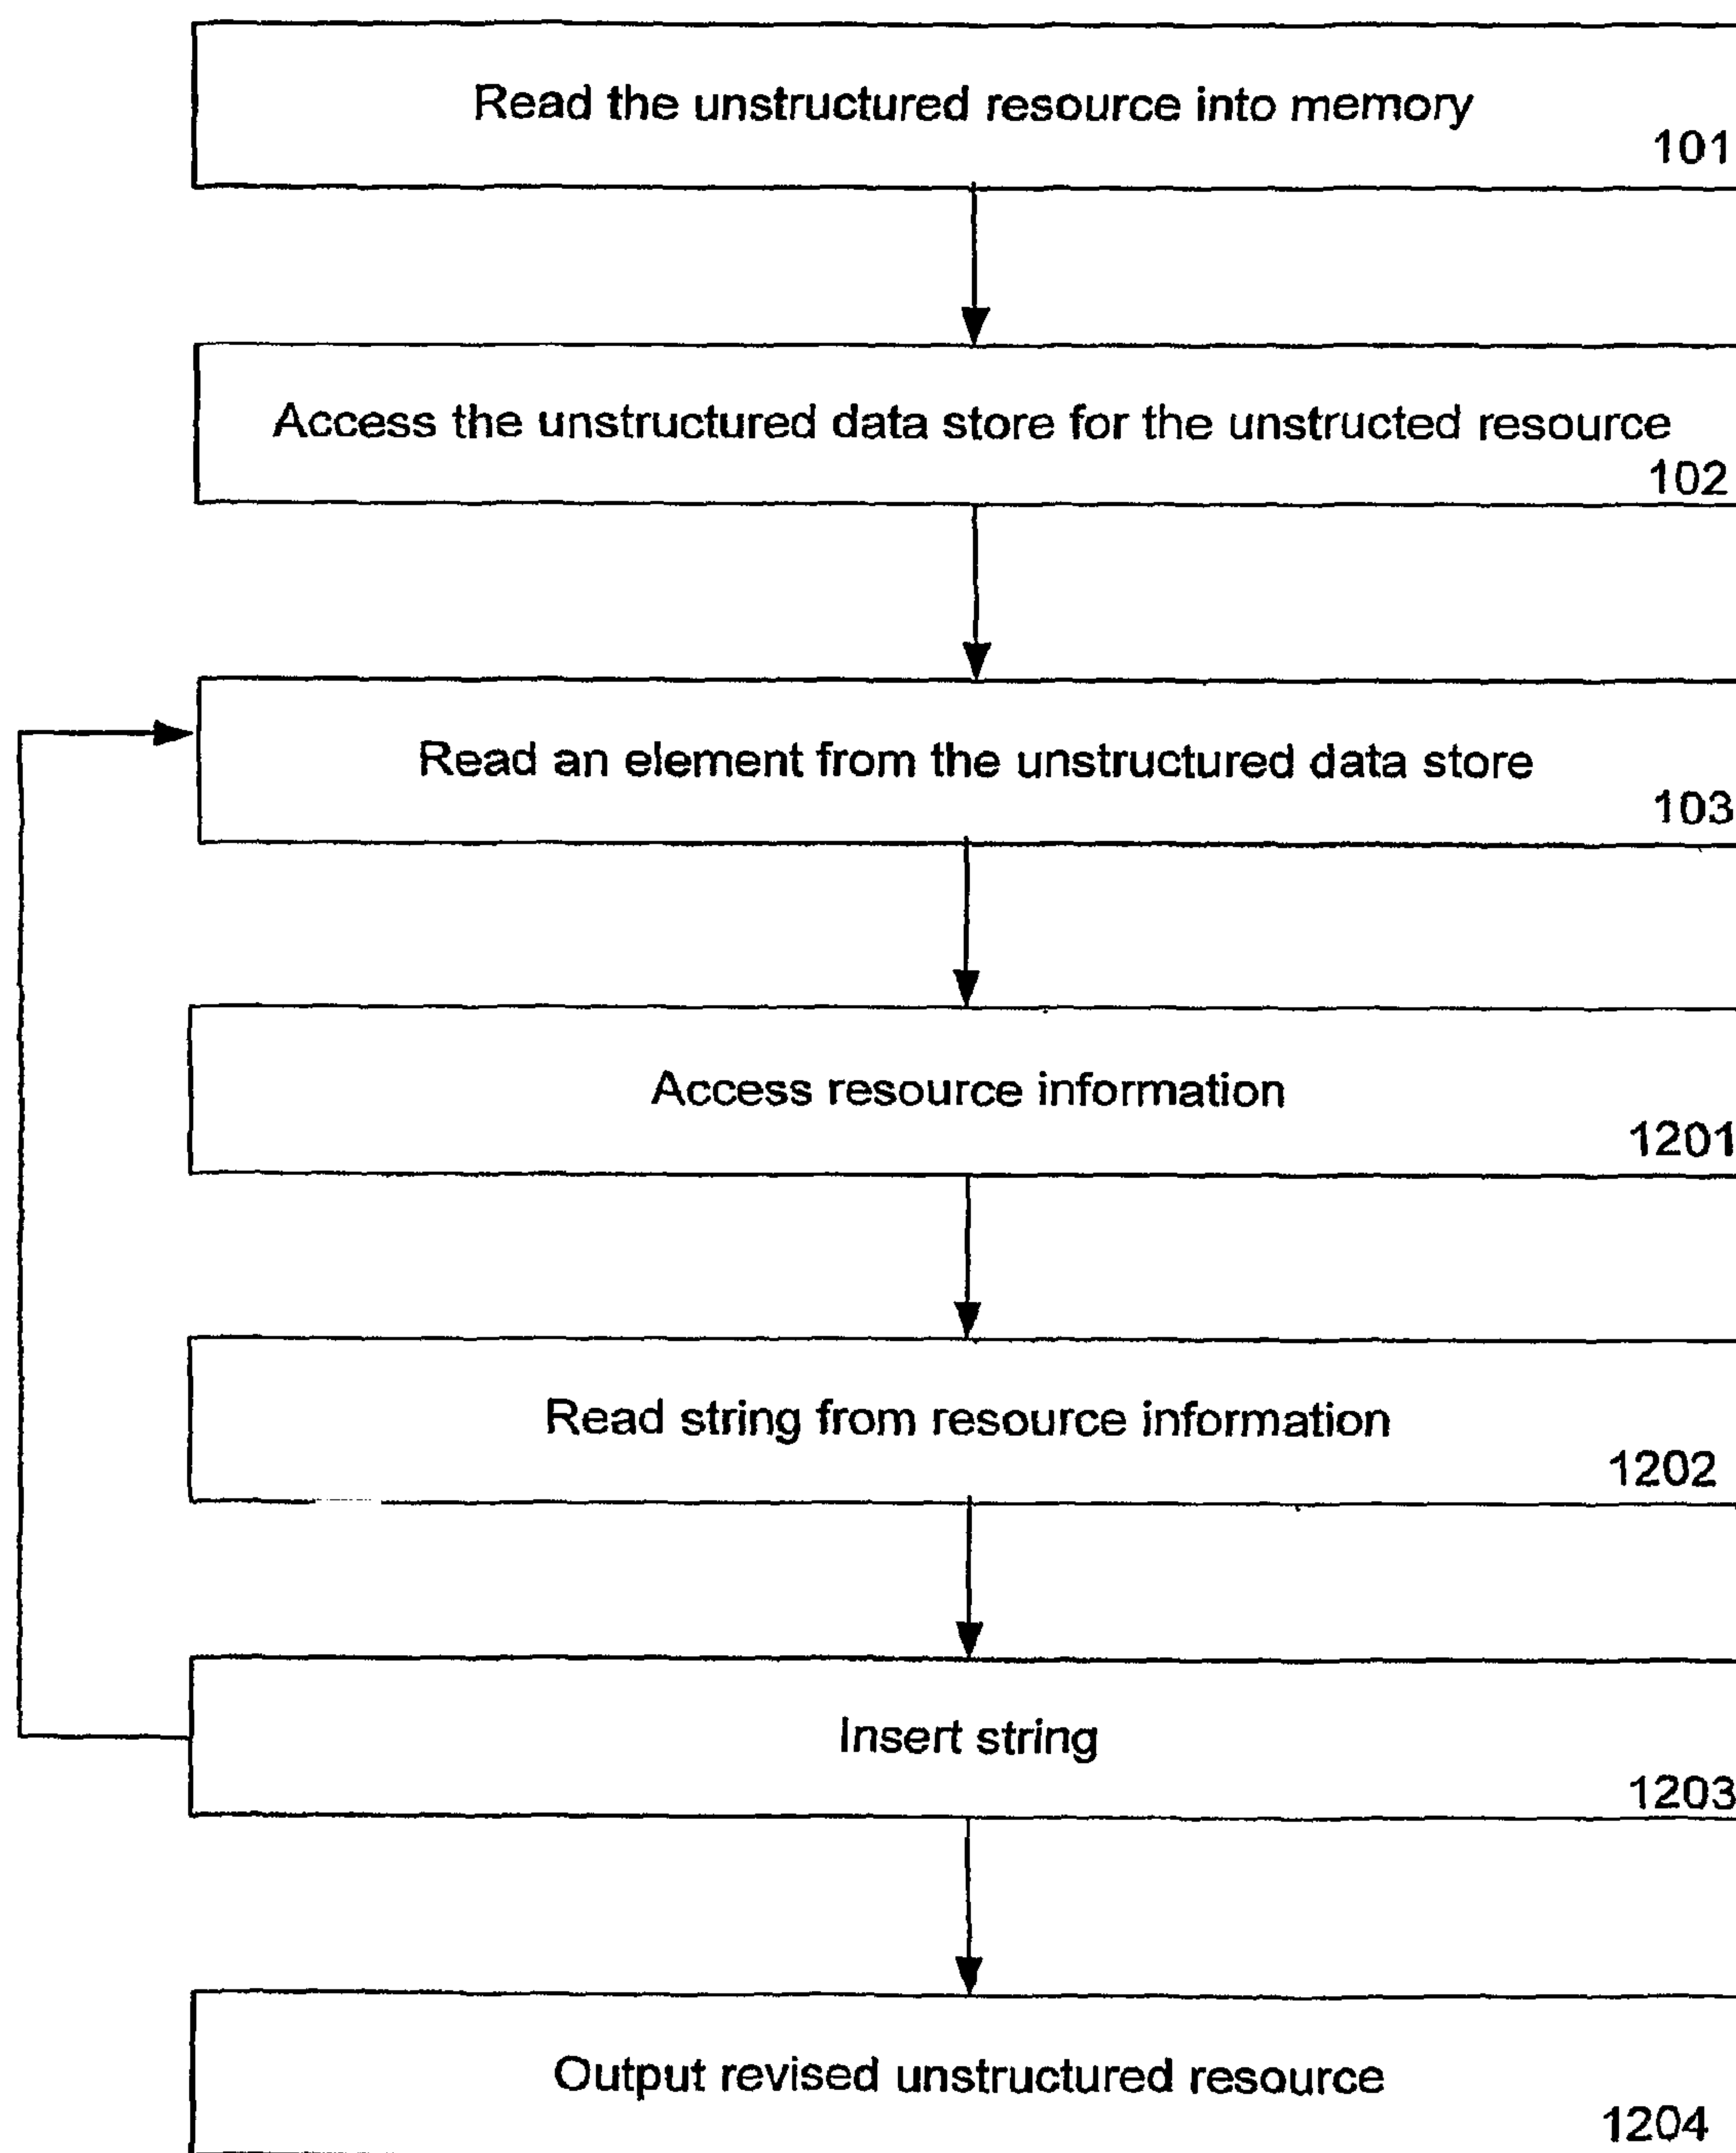 Read the unstructured resource into memory
101
Access the unstructured data store for the unstructed resource
102
Read an element from the unstructured data store
103
Access resource information
1201
Read string from resource information
1202
Insert string
1203
Output revised unstructured resource
1204